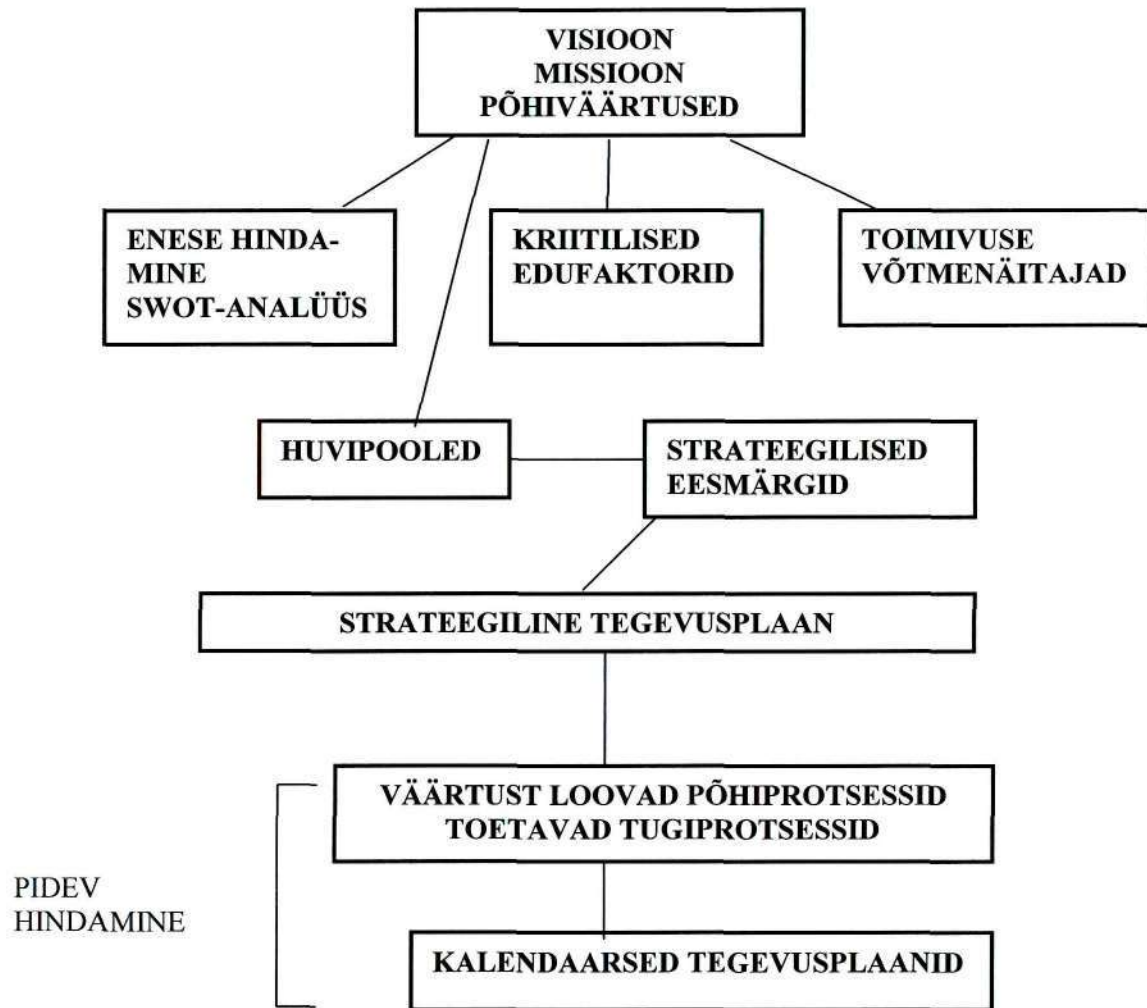 VISIOON
MISSIOON
PÕHIVÄÄRTUSED
ENESE HINDA-
MINE
SWOT-ANALÜÜS
KRIITILISED
EDUFAKTORID
TOIMIVUSE
VÕTMENÄITAJAD
HUVIPOOLED
STRATEEGILISED
EESMÄRGID
STRATEEGILINE TEGEVUSPLAAN
VÄÄRTUST LOOVAD PÕHIPROTSESSID
TOETAVAD TUGIPROTSESSID
PIDEV
HINDAMINE
KALENDAARSED TEGEVUSPLAANID